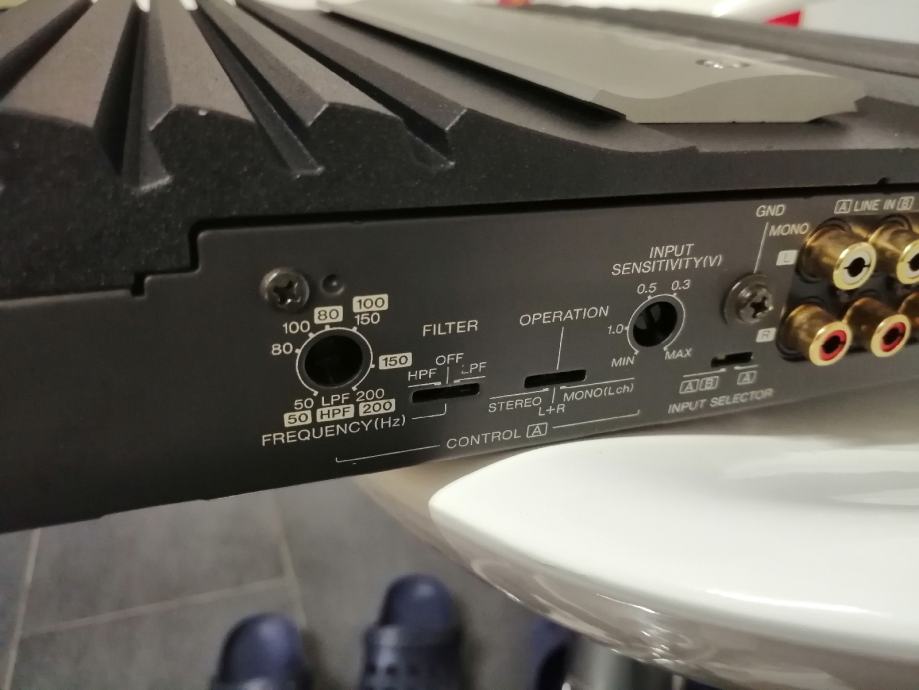 GND
A LINE IN B
MONO
L
INPUT
SENSITIVITY(V)
0.5 0.3
1.0
MIN MAX
R
A B A
INPUT SELECTOR
OPERATION
STEREO MONO(Lch)
L+R
FILTER
OFF
HPF LPF
100
80 150
100
80 150
50 LPF 200
50 HPF 200
FREQUENCY(Hz)
CONTROL A